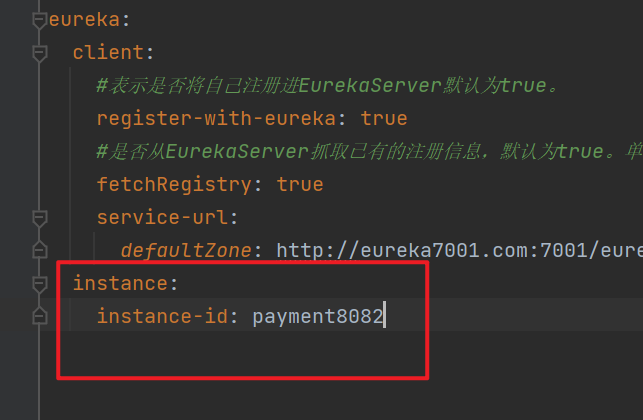 eureka:
client:
#表示是否将自己注册进EurekaServer默认为true。
register-with-eureka: true
#是否从EurekaServer抓取已有的注册信息，默认为true。单
fetchRegistry: true
service-url:
defaultZone: http://eureka7001.com:7001/eure
instance:
instance-id: payment8082